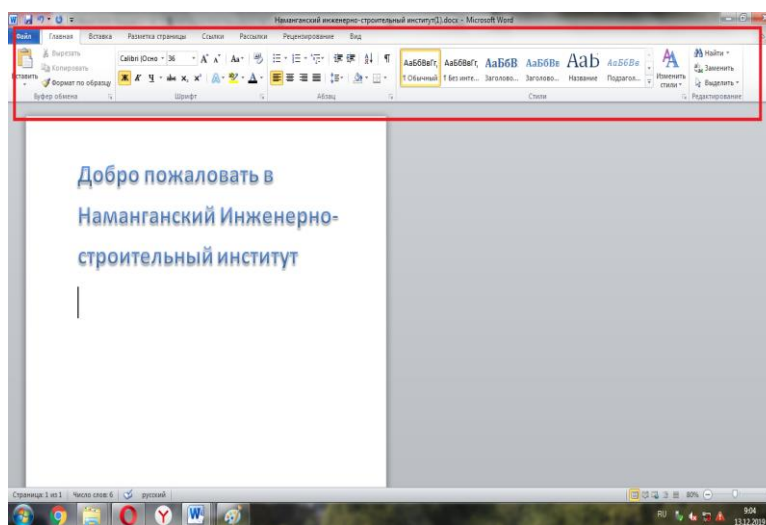 Наманганский инженерно-строительный институт(1).docx - Microsoft Word
Файл Главная Вставка Разметка страницы Ссылки Рассылки Рецензирование Вид
Вырезать
Копировать
Формат по образцу
Вставить
Буфер обмена
Calibri (Осно 36
Шрифт
Абзац
АаБбВвГг, АаБбВвГг, АаБбВ АаБбВв АаЬ АаБбВв
¶ Обычный ¶ Без инте... Заголово... Заголово... Название Подзагол...
Стили
Изменить стили
Найти
Заменить
Выделить
Редактирование
Добро пожаловать в
Наманганский Инженерно-
строительный институт
Страница: 1 из 1 Число слов: 6 русский 80%
RU 9:04
13.12.2019